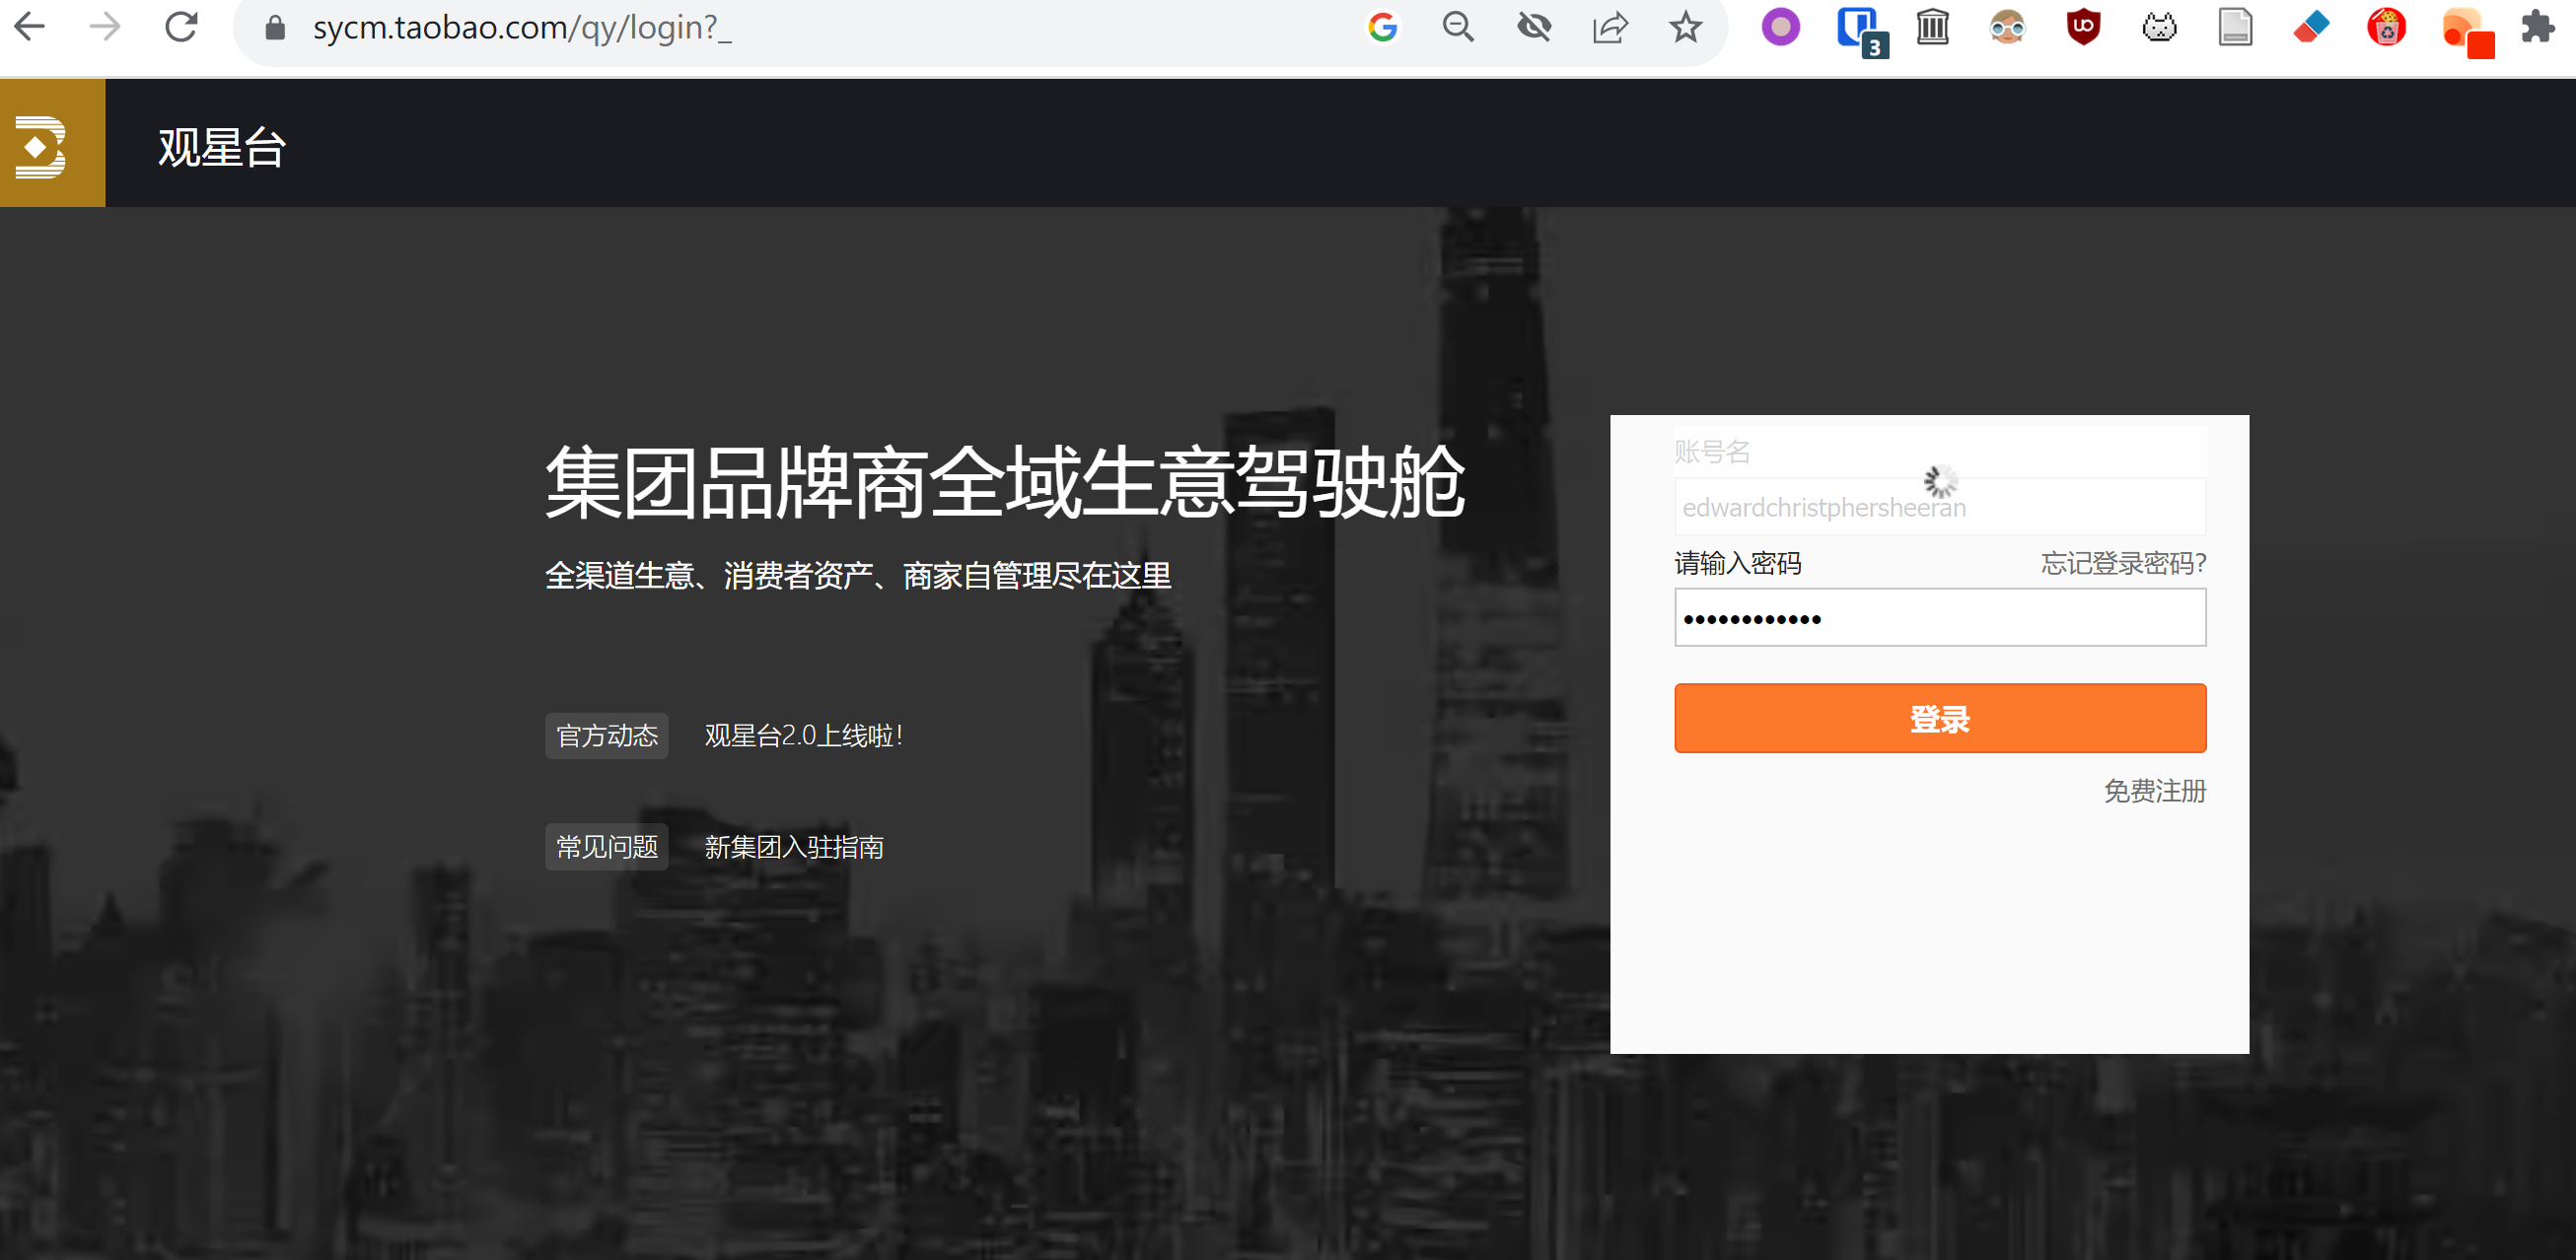 sycm.taobao.com/qy/login?_
3
观星台
集团品牌商全域生意驾驶舱
全渠道生意、消费者资产、商家自管理尽在这里
官方动态 观星台2.0上线啦！
常见问题 新集团入驻指南
账号名
edwardchristphersheeran
请输入密码 忘记登录密码?
••••••••••••
登录
免费注册